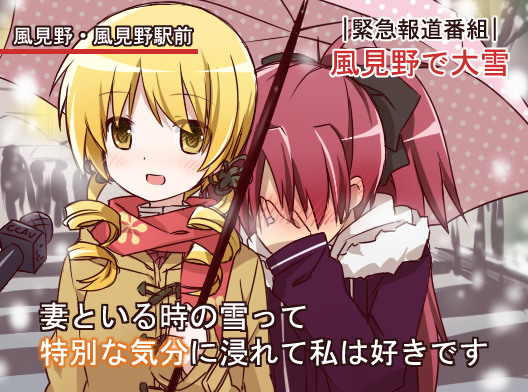 風見野・風見野駅前
|緊急報道番組|
風見野で大雪
CCAV
妻といる時の雪って
特別な気分に浸れて私は好きです